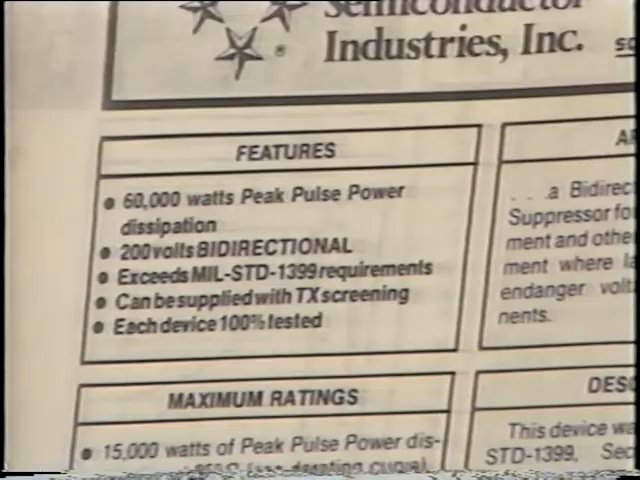 Semiconductor
Industries, Inc.
FEATURES
● 60,000 watts Peak Pulse Power
dissipation
● 200 volts BIDIRECTIONAL
● Exceeds MIL-STD-1399 requirements
● Can be supplied with TX screening
● Each device 100% tested
. . .a Bidirec
Suppressor fo
ment and othe
ment where la
endanger volt
nents.
MAXIMUM RATINGS
● 15,000 watts of Peak Pulse Power dis-
DESC
This device wa
STD-1399, Sec